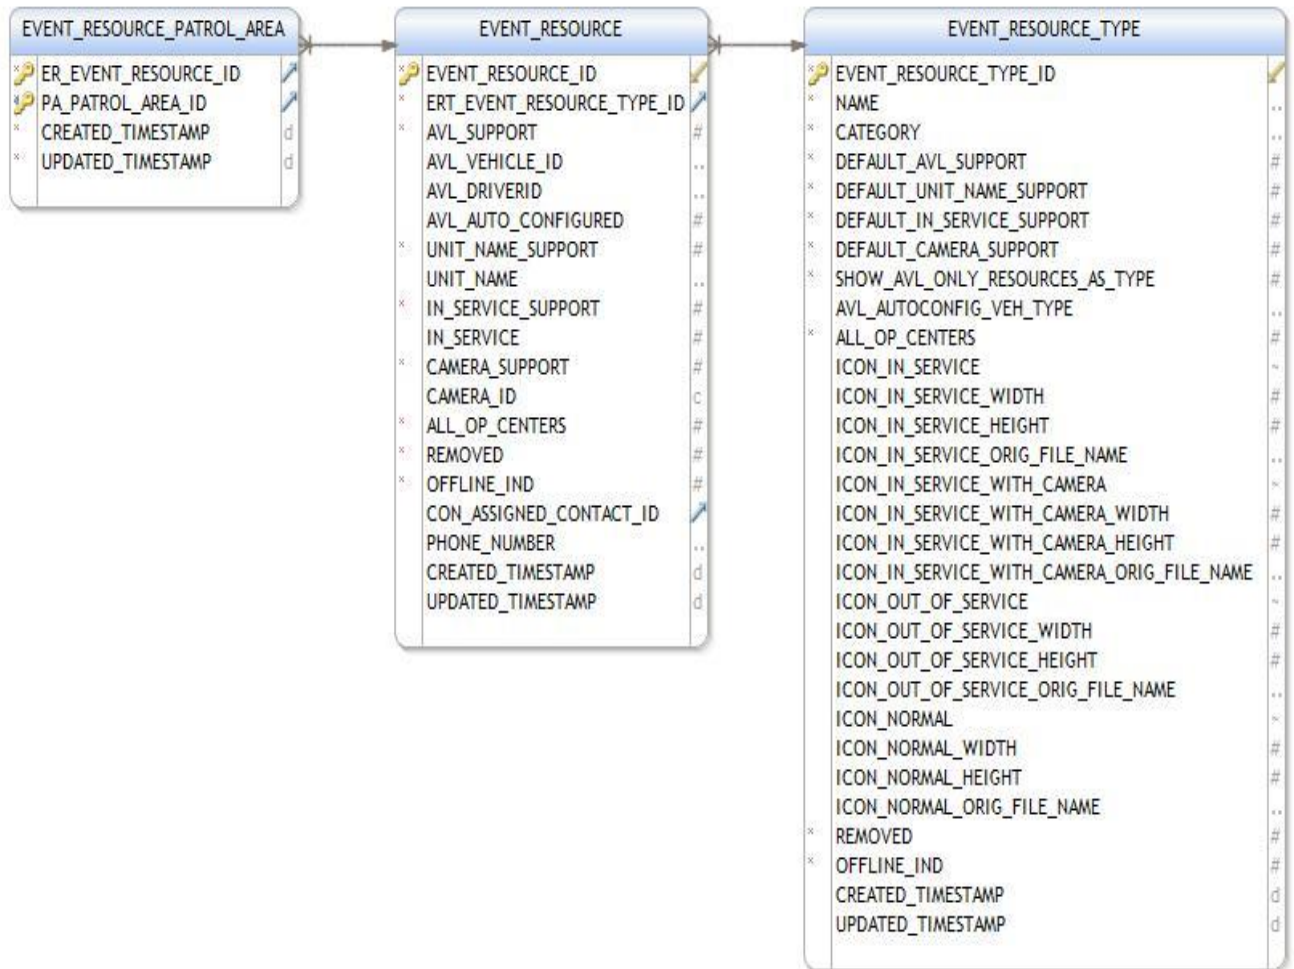 EVENT_RESOURCE_PATROL_AREA
ER_EVENT_RESOURCE_ID
PA_PATROL_AREA_ID
CREATED_TIMESTAMP d
UPDATED_TIMESTAMP d
EVENT_RESOURCE
EVENT_RESOURCE_ID
ERT_EVENT_RESOURCE_TYPE_ID
AVL_SUPPORT #
AVL_VEHICLE_ID ..
AVL_DRIVERID ..
AVL_AUTO_CONFIGURED #
UNIT_NAME_SUPPORT #
UNIT_NAME ..
IN_SERVICE_SUPPORT #
IN_SERVICE #
CAMERA_SUPPORT #
CAMERA_ID c
ALL_OP_CENTERS #
REMOVED #
OFFLINE_IND #
CON_ASSIGNED_CONTACT_ID
PHONE_NUMBER ..
CREATED_TIMESTAMP d
UPDATED_TIMESTAMP d
EVENT_RESOURCE_TYPE
EVENT_RESOURCE_TYPE_ID
NAME ..
CATEGORY ..
DEFAULT_AVL_SUPPORT #
DEFAULT_UNIT_NAME_SUPPORT #
DEFAULT_IN_SERVICE_SUPPORT #
DEFAULT_CAMERA_SUPPORT #
SHOW_AVL_ONLY_RESOURCES_AS_TYPE #
AVL_AUTOCONFIG_VEH_TYPE ..
ALL_OP_CENTERS #
ICON_IN_SERVICE ~
ICON_IN_SERVICE_WIDTH #
ICON_IN_SERVICE_HEIGHT #
ICON_IN_SERVICE_ORIG_FILE_NAME ..
ICON_IN_SERVICE_WITH_CAMERA ~
ICON_IN_SERVICE_WITH_CAMERA_WIDTH #
ICON_IN_SERVICE_WITH_CAMERA_HEIGHT #
ICON_IN_SERVICE_WITH_CAMERA_ORIG_FILE_NAME ..
ICON_OUT_OF_SERVICE ~
ICON_OUT_OF_SERVICE_WIDTH #
ICON_OUT_OF_SERVICE_HEIGHT #
ICON_OUT_OF_SERVICE_ORIG_FILE_NAME ..
ICON_NORMAL ~
ICON_NORMAL_WIDTH #
ICON_NORMAL_HEIGHT #
ICON_NORMAL_ORIG_FILE_NAME ..
REMOVED #
OFFLINE_IND #
CREATED_TIMESTAMP d
UPDATED_TIMESTAMP d